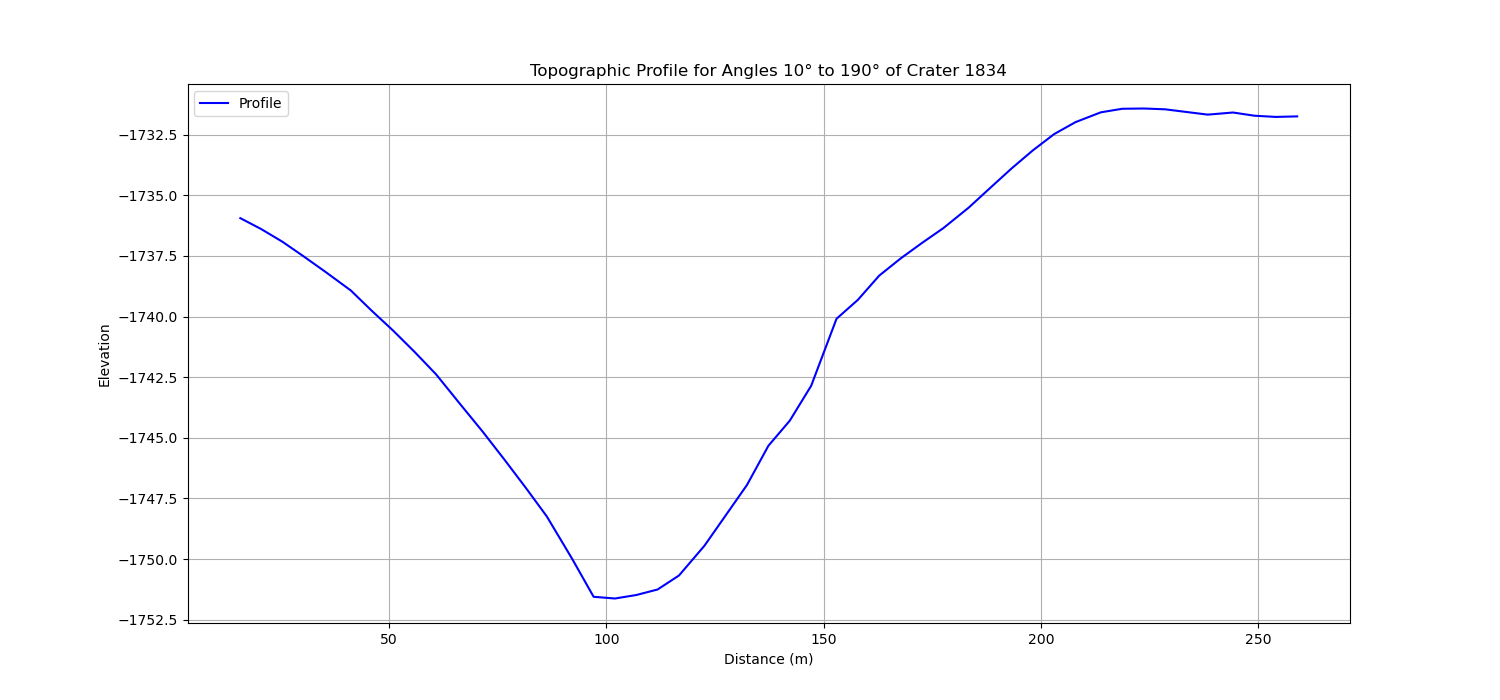 Topographic Profile for Angles 10° to 190° of Crater 1834
Profile
−1732.5
−1735.0
−1737.5
−1740.0
−1742.5
−1745.0
−1747.5
−1750.0
−1752.5
Elevation
50 100 150 200 250
Distance (m)